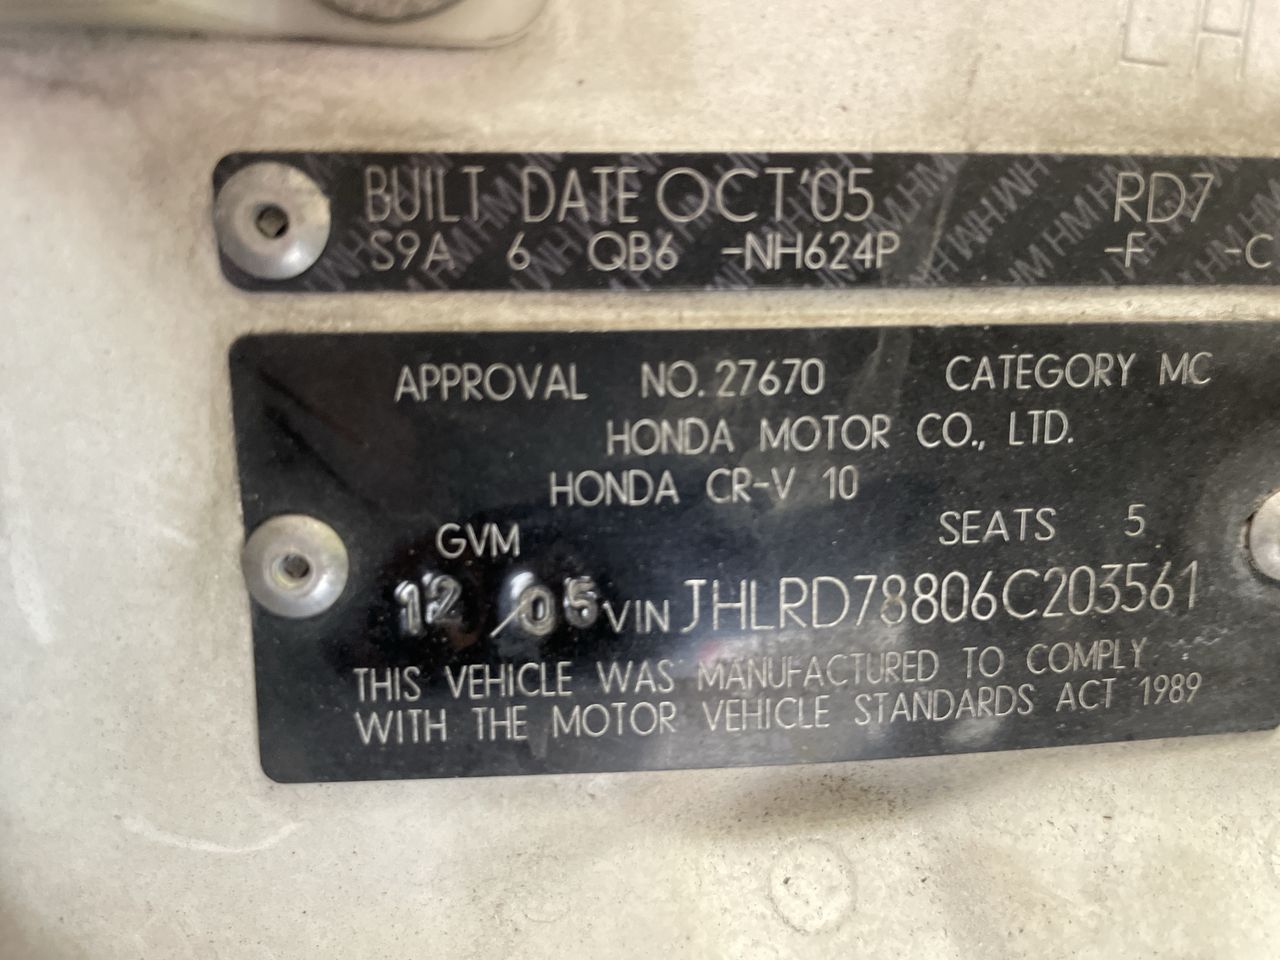 BUILT DATE OCT'05 RD7
S9A 6 QB6 -NH624P -F -C
APPROVAL NO. 27670 CATEGORY MC
HONDA MOTOR CO., LTD.
HONDA CR-V 10
GVM SEATS 5
12/05 VIN JHLRD78806C203561
THIS VEHICLE WAS MANUFACTURED TO COMPLY
WITH THE MOTOR VEHICLE STANDARDS ACT 1989